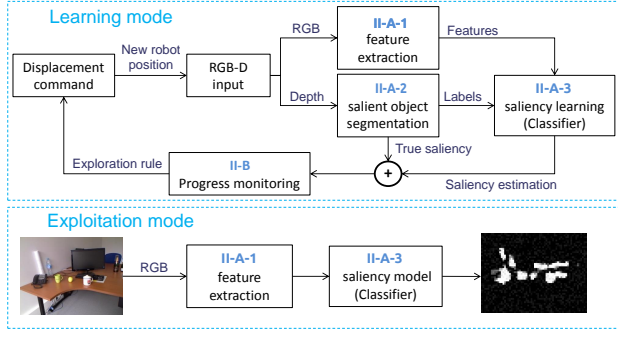 Learning mode
II-A-1
feature
extraction
RGB
Features
New robot
position
Displacement
command
RGB-D
input
Depth
II-A-2
salient object
segmentation
Labels
II-A-3
saliency learning
(Classifier)
True saliency
Exploration rule
II-B
Progress monitoring
+
Saliency estimation
Exploitation mode
RGB
II-A-1
feature
extraction
II-A-3
saliency model
(Classifier)